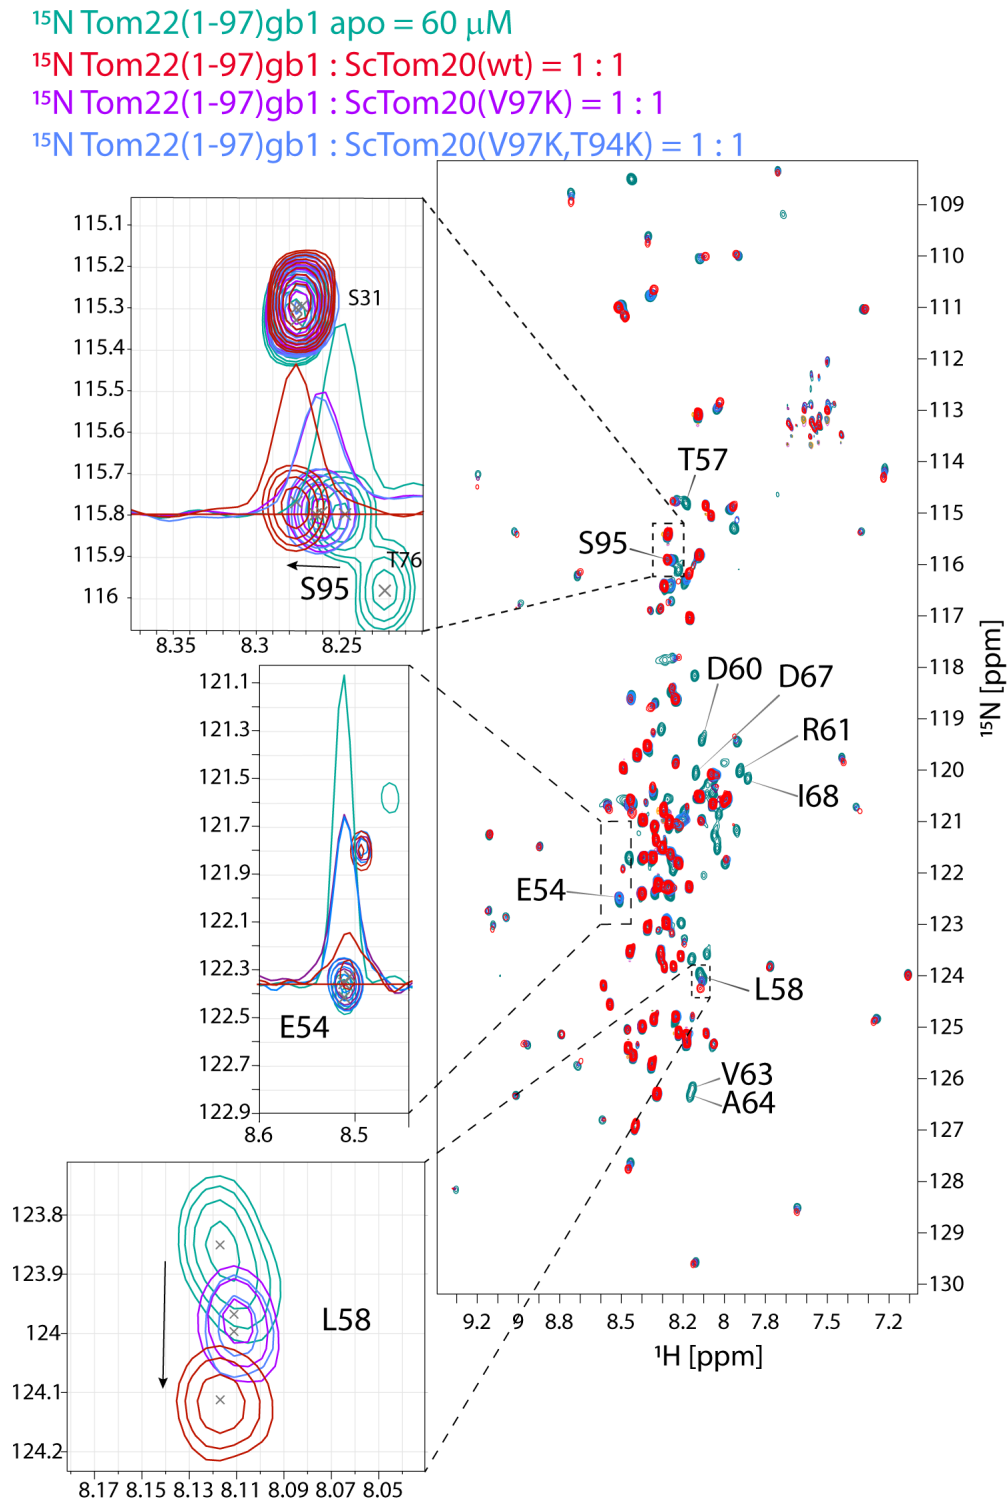 ¹⁵N Tom22(1-97)gb1 apo = 60 μM
¹⁵N Tom22(1-97)gb1 : ScTom20(wt) = 1 : 1
¹⁵N Tom22(1-97)gb1 : ScTom20(V97K) = 1 : 1
¹⁵N Tom22(1-97)gb1 : ScTom20(V97K,T94K) = 1 : 1
115.1
115.2
115.3
115.4
115.5
115.6
115.7
115.8
115.9
116
S31
T76
S95
8.35 8.3 8.25
121.1
121.3
121.5
121.7
121.9
122.1
122.3
122.5
122.7
122.9
E54
8.6 8.5
123.8
123.9
124
124.1
124.2
L58
8.17 8.15 8.13 8.11 8.09 8.07 8.05
T57
S95
D60
D67
R61
I68
E54
L58
V63
A64
109
110
111
112
113
114
115
116
117
118
119
120
121
122
123
124
125
126
127
128
129
130
¹⁵N [ppm]
9.2 9 8.8 8.5 8.2 8 7.8 7.5 7.2
¹H [ppm]